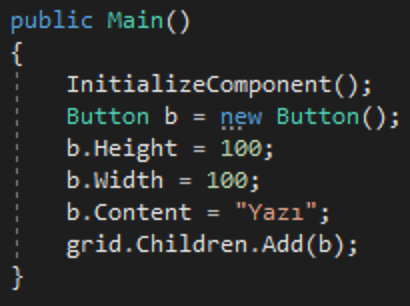 public Main()
{
InitializeComponent();
Button b = new Button();
b.Height = 100;
b.Width = 100;
b.Content = "Yazı";
grid.Children.Add(b);
}